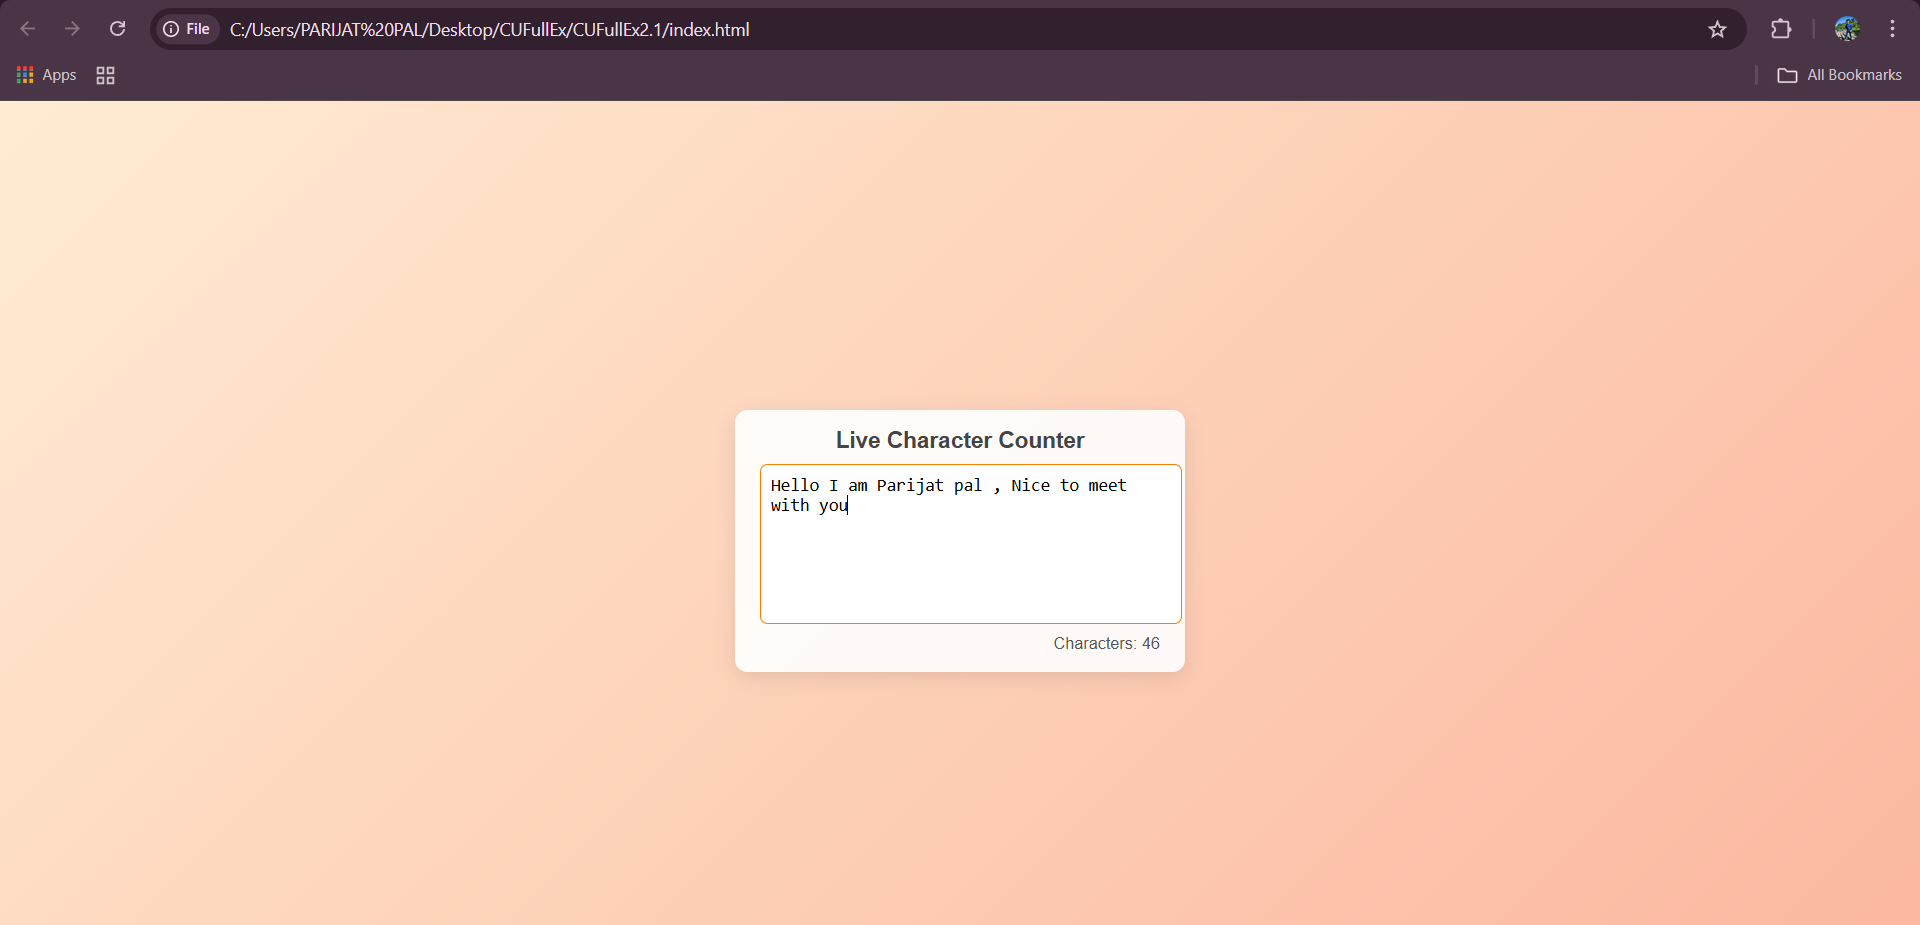 File
C:/Users/PARIJAT%20PAL/Desktop/CUFullEx/CUFullEx2.1/index.html
Apps
All Bookmarks
Live Character Counter
Hello I am Parijat pal , Nice to meet
with you
Characters: 46